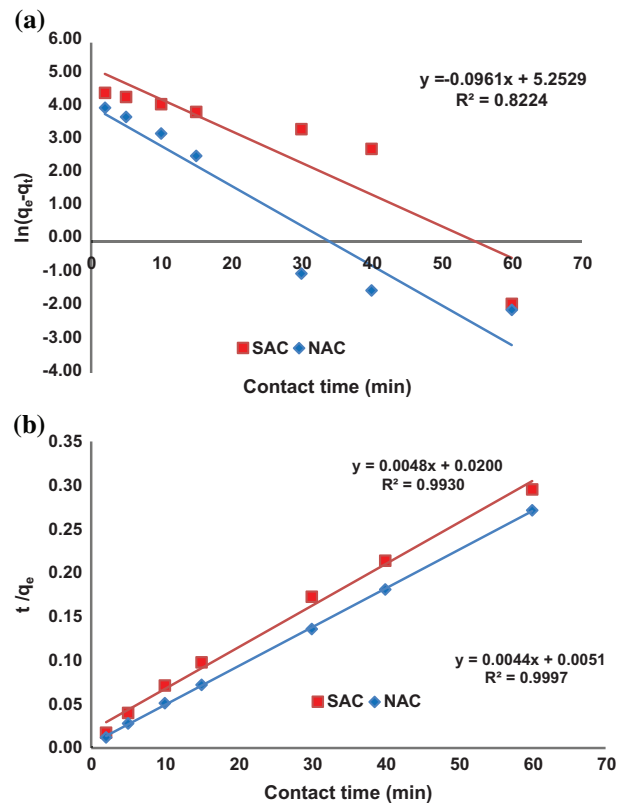 (a)
6.00
5.00
4.00
3.00
2.00
1.00
0.00
-1.00
-2.00
-3.00
-4.00
ln(qe-qt)
y =-0.0961x + 5.2529
R² = 0.8224
0 10 20 30 40 50 60 70
SAC NAC
Contact time (min)
(b)
0.35
0.30
0.25
0.20
0.15
0.10
0.05
0.00
t /qe
y = 0.0048x + 0.0200
R² = 0.9930
y = 0.0044x + 0.0051
R² = 0.9997
SAC NAC
0 10 20 30 40 50 60 70
Contact time (min)